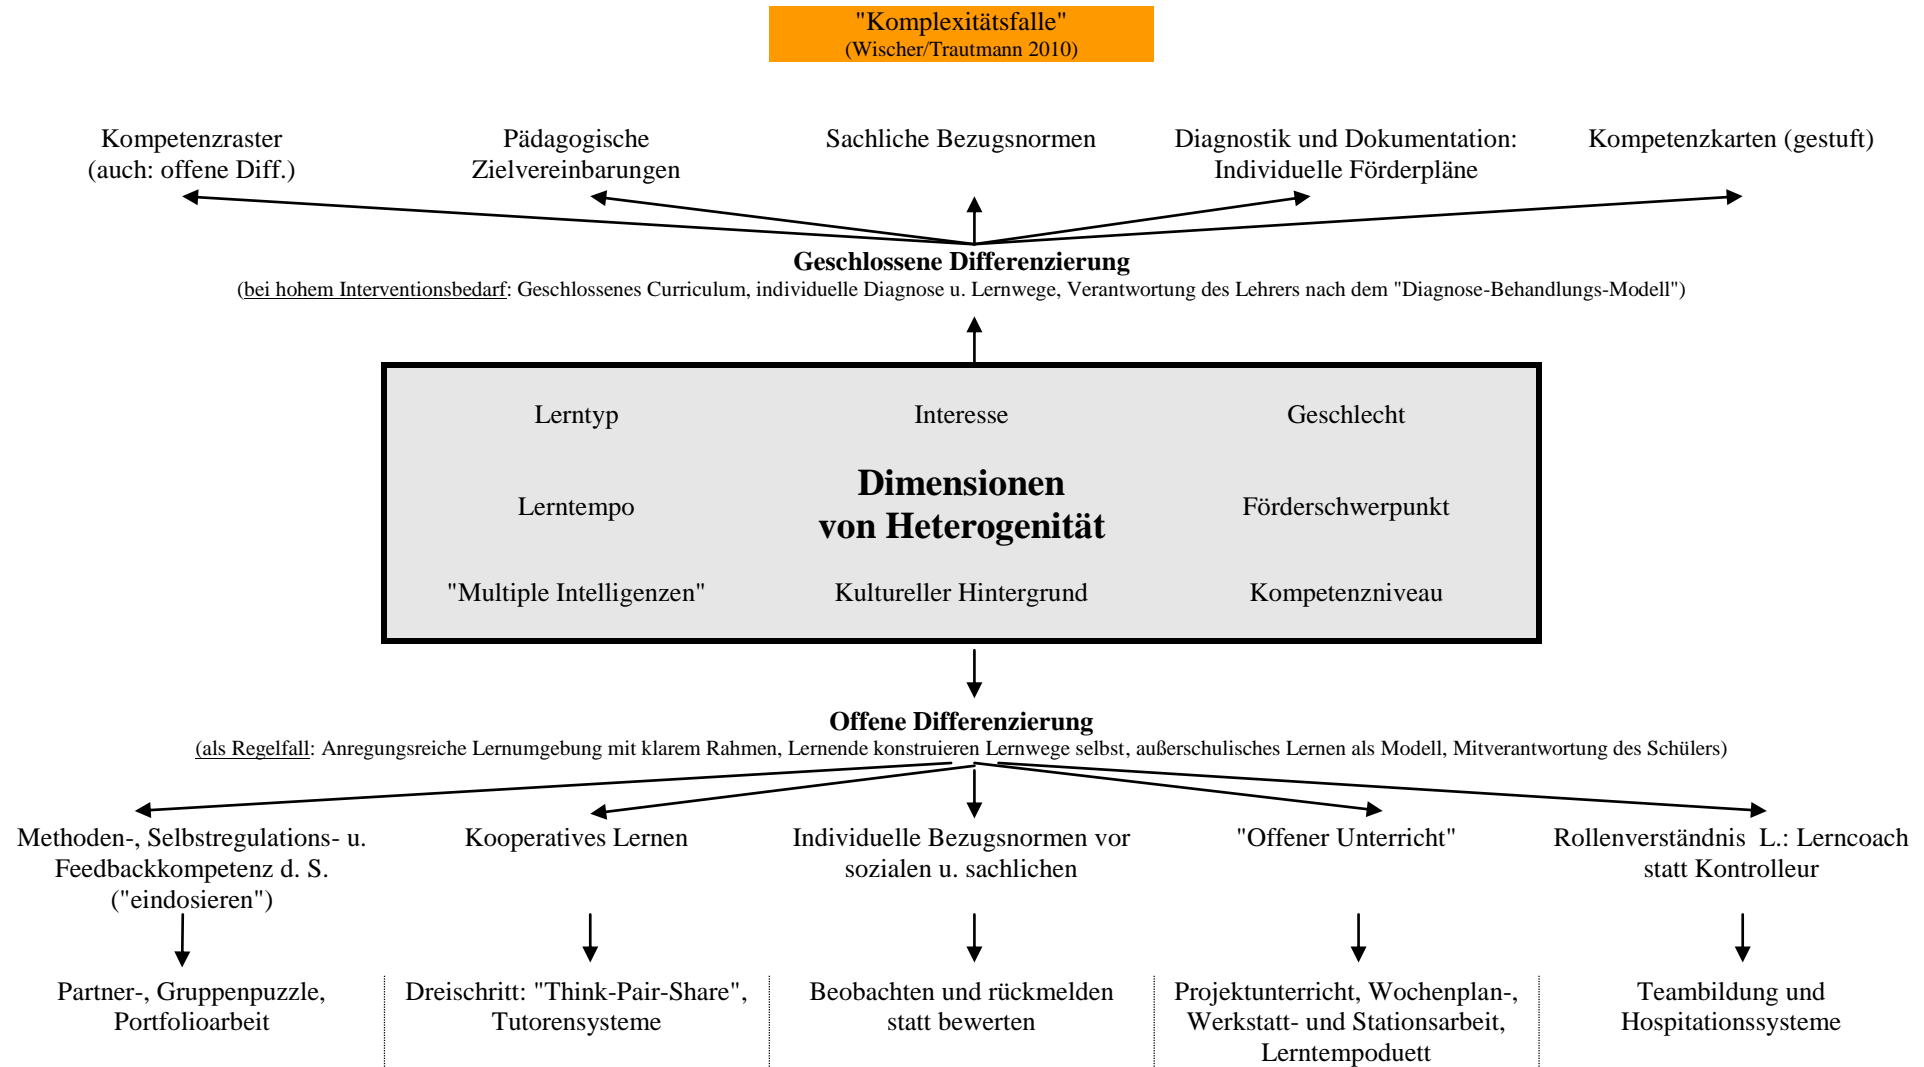 "Komplexitätsfalle"
(Wischer/Trautmann 2010)
Kompetenzraster
(auch: offene Diff.)
Pädagogische
Zielvereinbarungen
Sachliche Bezugsnormen
Diagnostik und Dokumentation:
Individuelle Förderpläne
Kompetenzkarten (gestuft)
Geschlossene Differenzierung
(bei hohem Interventionsbedarf: Geschlossenes Curriculum, individuelle Diagnose u. Lernwege, Verantwortung des Lehrers nach dem "Diagnose-Behandlungs-Modell")
Lerntyp
Interesse
Geschlecht
Lerntempo
Dimensionen
von Heterogenität
Förderschwerpunkt
"Multiple Intelligenzen"
Kultureller Hintergrund
Kompetenzniveau
Offene Differenzierung
(als Regelfall: Anregungsreiche Lernumgebung mit klarem Rahmen, Lernende konstruieren Lernwege selbst, außerschulisches Lernen als Modell, Mitverantwortung des Schülers)
Methoden-, Selbstregulations- u.
Feedbackkompetenz d. S.
("eindosieren")
Kooperatives Lernen
Individuelle Bezugsnormen vor
sozialen u. sachlichen
"Offener Unterricht"
Rollenverständnis L.: Lerncoach
statt Kontrolleur
Partner-, Gruppenpuzzle,
Portfolioarbeit
Dreischritt: "Think-Pair-Share",
Tutorensysteme
Beobachten und rückmelden
statt bewerten
Projektunterricht, Wochenplan-,
Werkstatt- und Stationsarbeit,
Lerntempoduett
Teambildung und
Hospitationssysteme